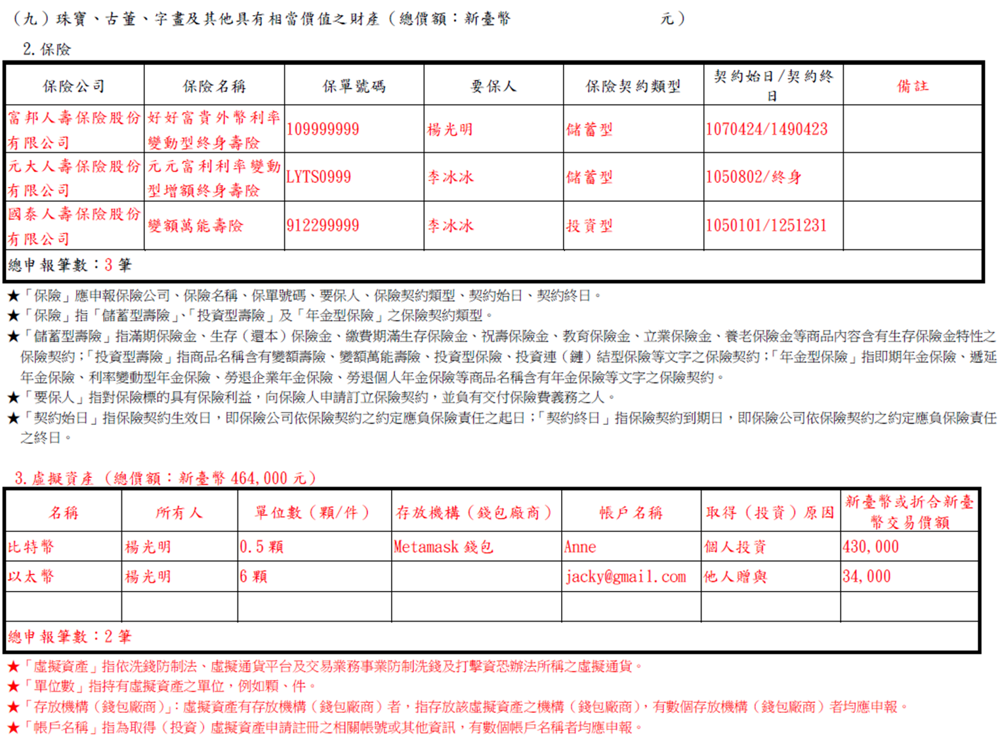 （九）珠寶、古董、字畫及其他具有相當價值之財產（總價額：新臺幣　　　　　　　　　元）
2.保險
保險公司 保險名稱 保單號碼 要保人 保險契約類型 契約始日/契約終日 備註
富邦人壽保險股份有限公司 好好富貴外幣利率變動型終身壽險 109999999 楊光明 儲蓄型 1070424/1490423
元大人壽保險股份有限公司 元元富利利率變動型增額終身壽險 LYTS0999 李冰冰 儲蓄型 1050802/終身
國泰人壽保險股份有限公司 變額萬能壽險 912299999 李冰冰 投資型 1050101/1251231
總申報筆數：3 筆
★「保險」應申報保險公司、保險名稱、保單號碼、要保人、保險契約類型、契約始日、契約終日。
★「保險」指「儲蓄型壽險」、「投資型壽險」及「年金型保險」之保險契約類型。
★「儲蓄型壽險」指滿期保險金、生存（還本）保險金、繳費期滿生存保險金、祝壽保險金、教育保險金、立業保險金、養老保險金等商品內容含有生存保險金特性之
保險契約；「投資型壽險」指商品名稱含有變額壽險、變額萬能壽險、投資型保險、投資連（鏈）結型保險等文字之保險契約；「年金型保險」指即期年金保險、遞延
年金保險、利率變動型年金保險、勞退企業年金保險、勞退個人年金保險等商品名稱含有年金保險等文字之保險契約。
★「要保人」指對保險標的具有保險利益，向保險人申請訂立保險契約，並負有交付保險費義務之人。
★「契約始日」指保險契約生效日，即保險公司依保險契約之約定應負保險責任之起日；「契約終日」指保險契約到期日，即保險公司依保險契約之約定應負保險責任
之終日。
3.虛擬資產（總價額：新臺幣 464,000 元）
名稱 所有人 單位數（顆/件） 存放機構（錢包廠商） 帳戶名稱 取得（投資）原因 新臺幣或折合新臺幣交易價額
比特幣 楊光明 0.5 顆 Metamask 錢包 Anne 個人投資 430,000
以太幣 楊光明 6 顆 jacky@gmail.com 他人贈與 34,000
總申報筆數：2 筆
★「虛擬資產」指依洗錢防制法、虛擬通貨平台及交易業務事業防制洗錢及打擊資恐辦法所稱之虛擬通貨。
★「單位數」指持有虛擬資產之單位，例如顆、件。
★「存放機構（錢包廠商）」：虛擬資產有存放機構（錢包廠商）者，指存放該虛擬資產之機構（錢包廠商），有數個存放機構（錢包廠商）者均應申報。
★「帳戶名稱」指為取得（投資）虛擬資產申請註冊之相關帳號或其他資訊，有數個帳戶名稱者均應申報。